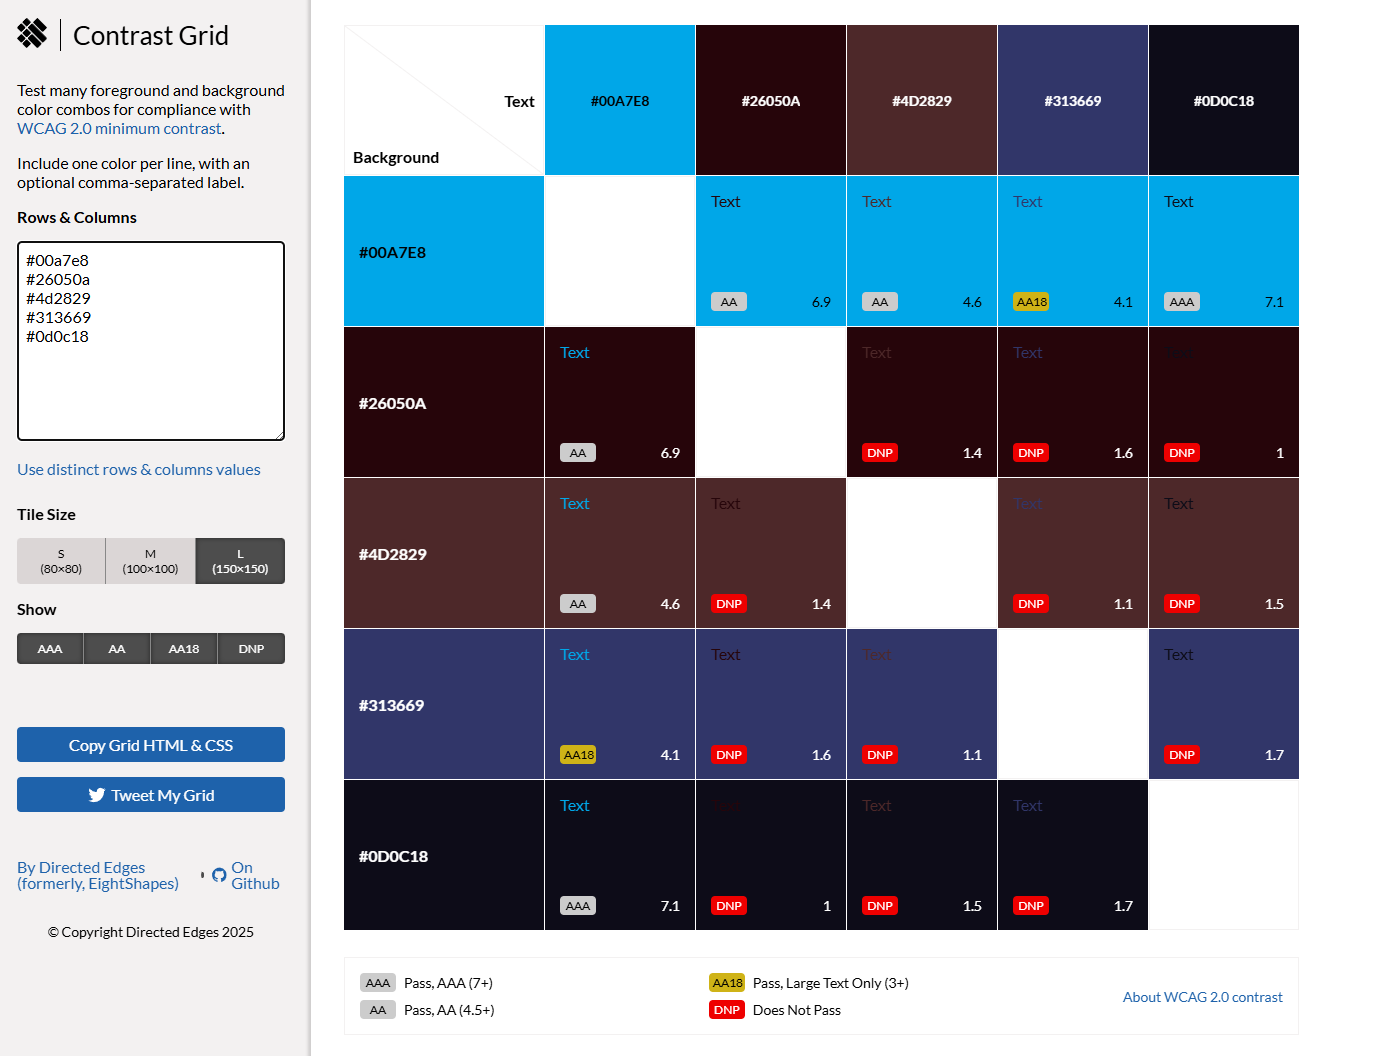 Contrast Grid
Test many foreground and background
color combos for compliance with
WCAG 2.0 minimum contrast.
Include one color per line, with an
optional comma-separated label.
Rows & Columns
#00a7e8
#26050a
#4d2829
#313669
#0d0c18
Use distinct rows & columns values
Tile Size
S
(80×80)
M
(100×100)
L
(150×150)
Show
AAA
AA
AA18
DNP
Copy Grid HTML & CSS
Tweet My Grid
By Directed Edges
(formerly, EightShapes)
On
Github
© Copyright Directed Edges 2025
Text
Background
#00A7E8
#26050A
#4D2829
#313669
#0D0C18
#00A7E8
Text
AA 6.9
Text
AA 4.6
Text
AA18 4.1
Text
AAA 7.1
#26050A
Text
AA 6.9
Text
DNP 1.4
Text
DNP 1.6
Text
DNP 1
#4D2829
Text
AA 4.6
Text
DNP 1.4
Text
DNP 1.1
Text
DNP 1.5
#313669
Text
AA18 4.1
Text
DNP 1.6
Text
DNP 1.1
Text
DNP 1.7
#0D0C18
Text
AAA 7.1
Text
DNP 1
Text
DNP 1.5
Text
DNP 1.7
AAA Pass, AAA (7+)
AA Pass, AA (4.5+)
AA18 Pass, Large Text Only (3+)
DNP Does Not Pass
About WCAG 2.0 contrast